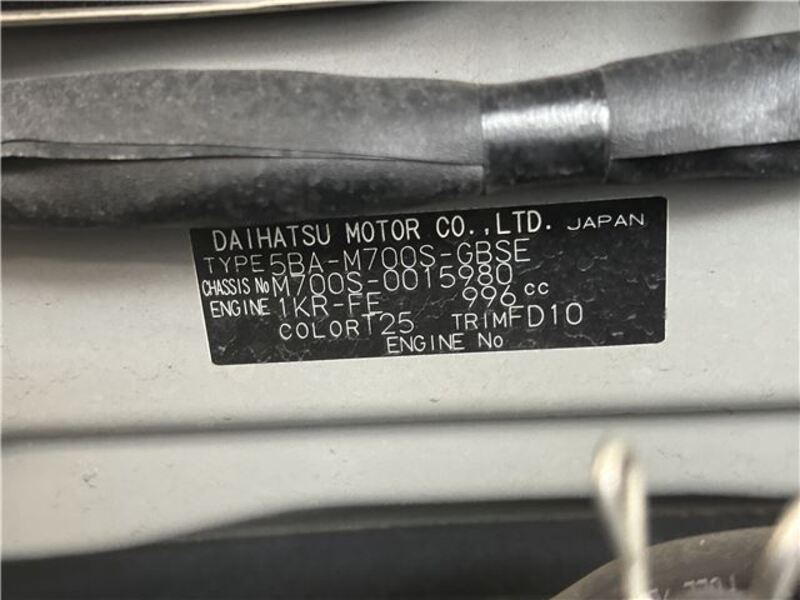 DAIHATSU MOTOR CO.,LTD. JAPAN
TYPE 5BA-M700S-GBSE
CHASSIS No M700S-0015980
ENGINE 1KR-FE 996 cc
COLOR T25 TRIM FD10
ENGINE No